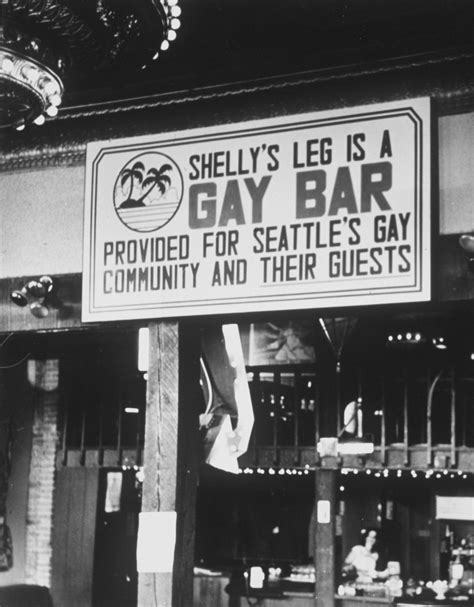 SHELLY'S LEG IS A
GAY BAR
PROVIDED FOR SEATTLE'S GAY
COMMUNITY AND THEIR GUESTS